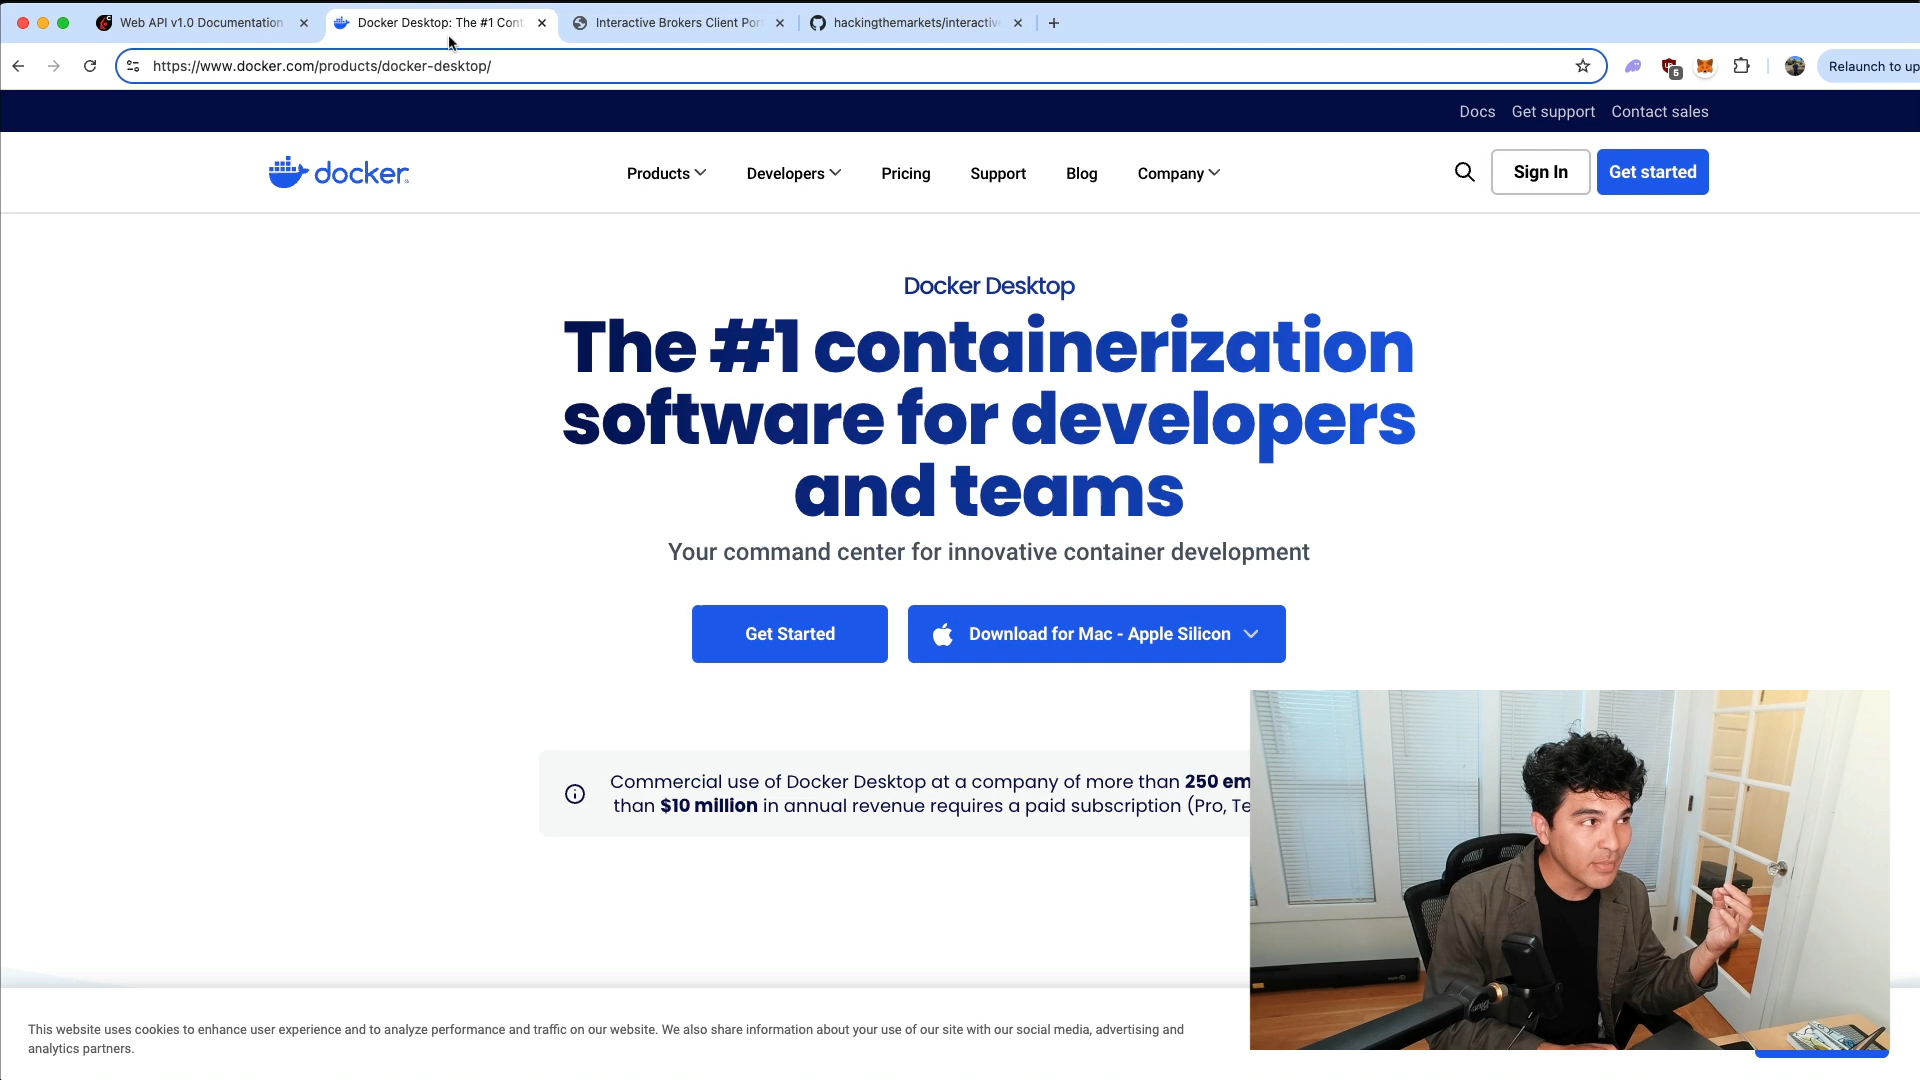 Web API v1.0 Documentation
Docker Desktop: The #1 Cont
Interactive Brokers Client Por
hackingthemarkets/interactive
https://www.docker.com/products/docker-desktop/
5
Relaunch to up
Docs Get support Contact sales
docker
Products Developers Pricing Support Blog Company
Sign In
Get started
Docker Desktop
The #1 containerization
software for developers
and teams
Your command center for innovative container development
Get Started
Download for Mac - Apple Silicon
Commercial use of Docker Desktop at a company of more than 250 em
than $10 million in annual revenue requires a paid subscription (Pro, Te
This website uses cookies to enhance user experience and to analyze performance and traffic on our website. We also share information about your use of our site with our social media, advertising and
analytics partners.